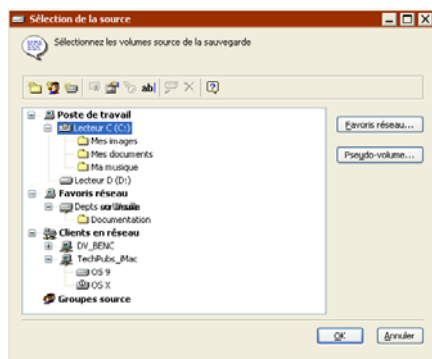 Sélection de la source
Sélectionnez les volumes source de la sauvegarde
ab|
Poste de travail
Lecteur C (C:)
Mes images
Mes documents
Ma musique
Lecteur D (D:)
Favoris réseau
Depts
Documentation
Clients en réseau
DV_BENC
TechPubs_iMac
OS 9
OS X
Groupes source
Favoris réseau...
Pseudo-volume...
OK
Annuler